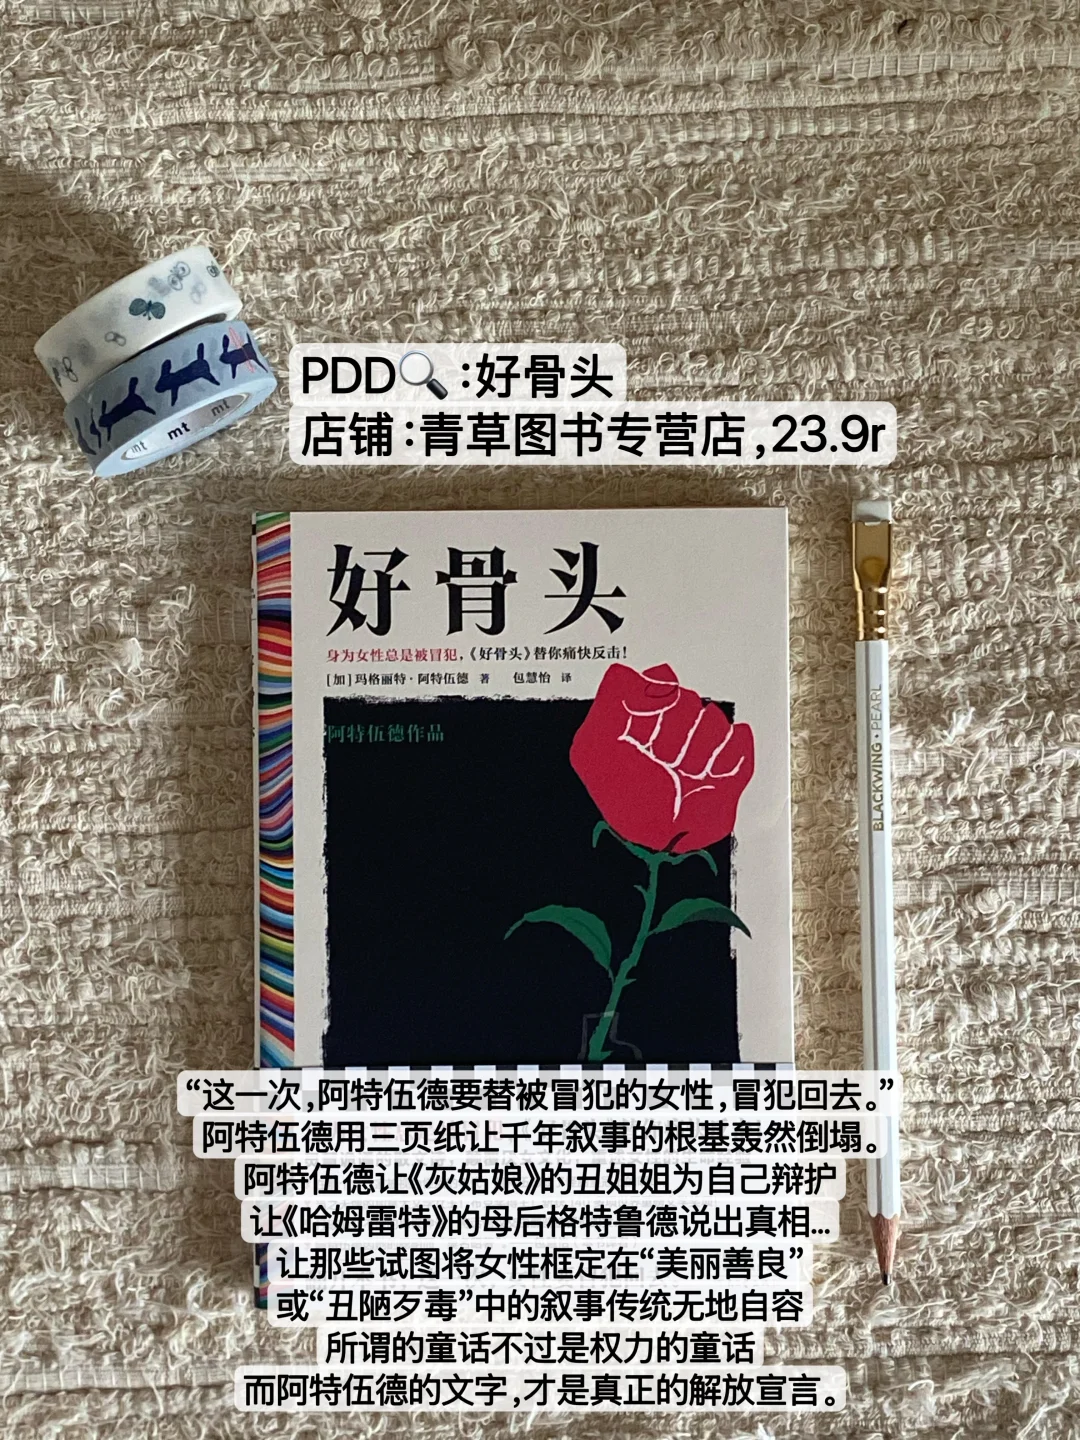 PDD🔍:好骨头
店铺:青草图书专营店,23.9r
mt
mt
mt
好骨头
身为女性总是被冒犯,《好骨头》替你痛快反击!
[加]玛格丽特·阿特伍德 著 包慧怡 译
阿特伍德作品
BLACKWING · PEARL
“这一次,阿特伍德要替被冒犯的女性,冒犯回去。”
阿特伍德用三页纸让千年叙事的根基轰然倒塌。
阿特伍德让《灰姑娘》的丑姐姐为自己辩护
让《哈姆雷特》的母后格特鲁德说出真相...
让那些试图将女性框定在“美丽善良”
或“丑陋歹毒”中的叙事传统无地自容
所谓的童话不过是权力的童话
而阿特伍德的文字,才是真正的解放宣言。